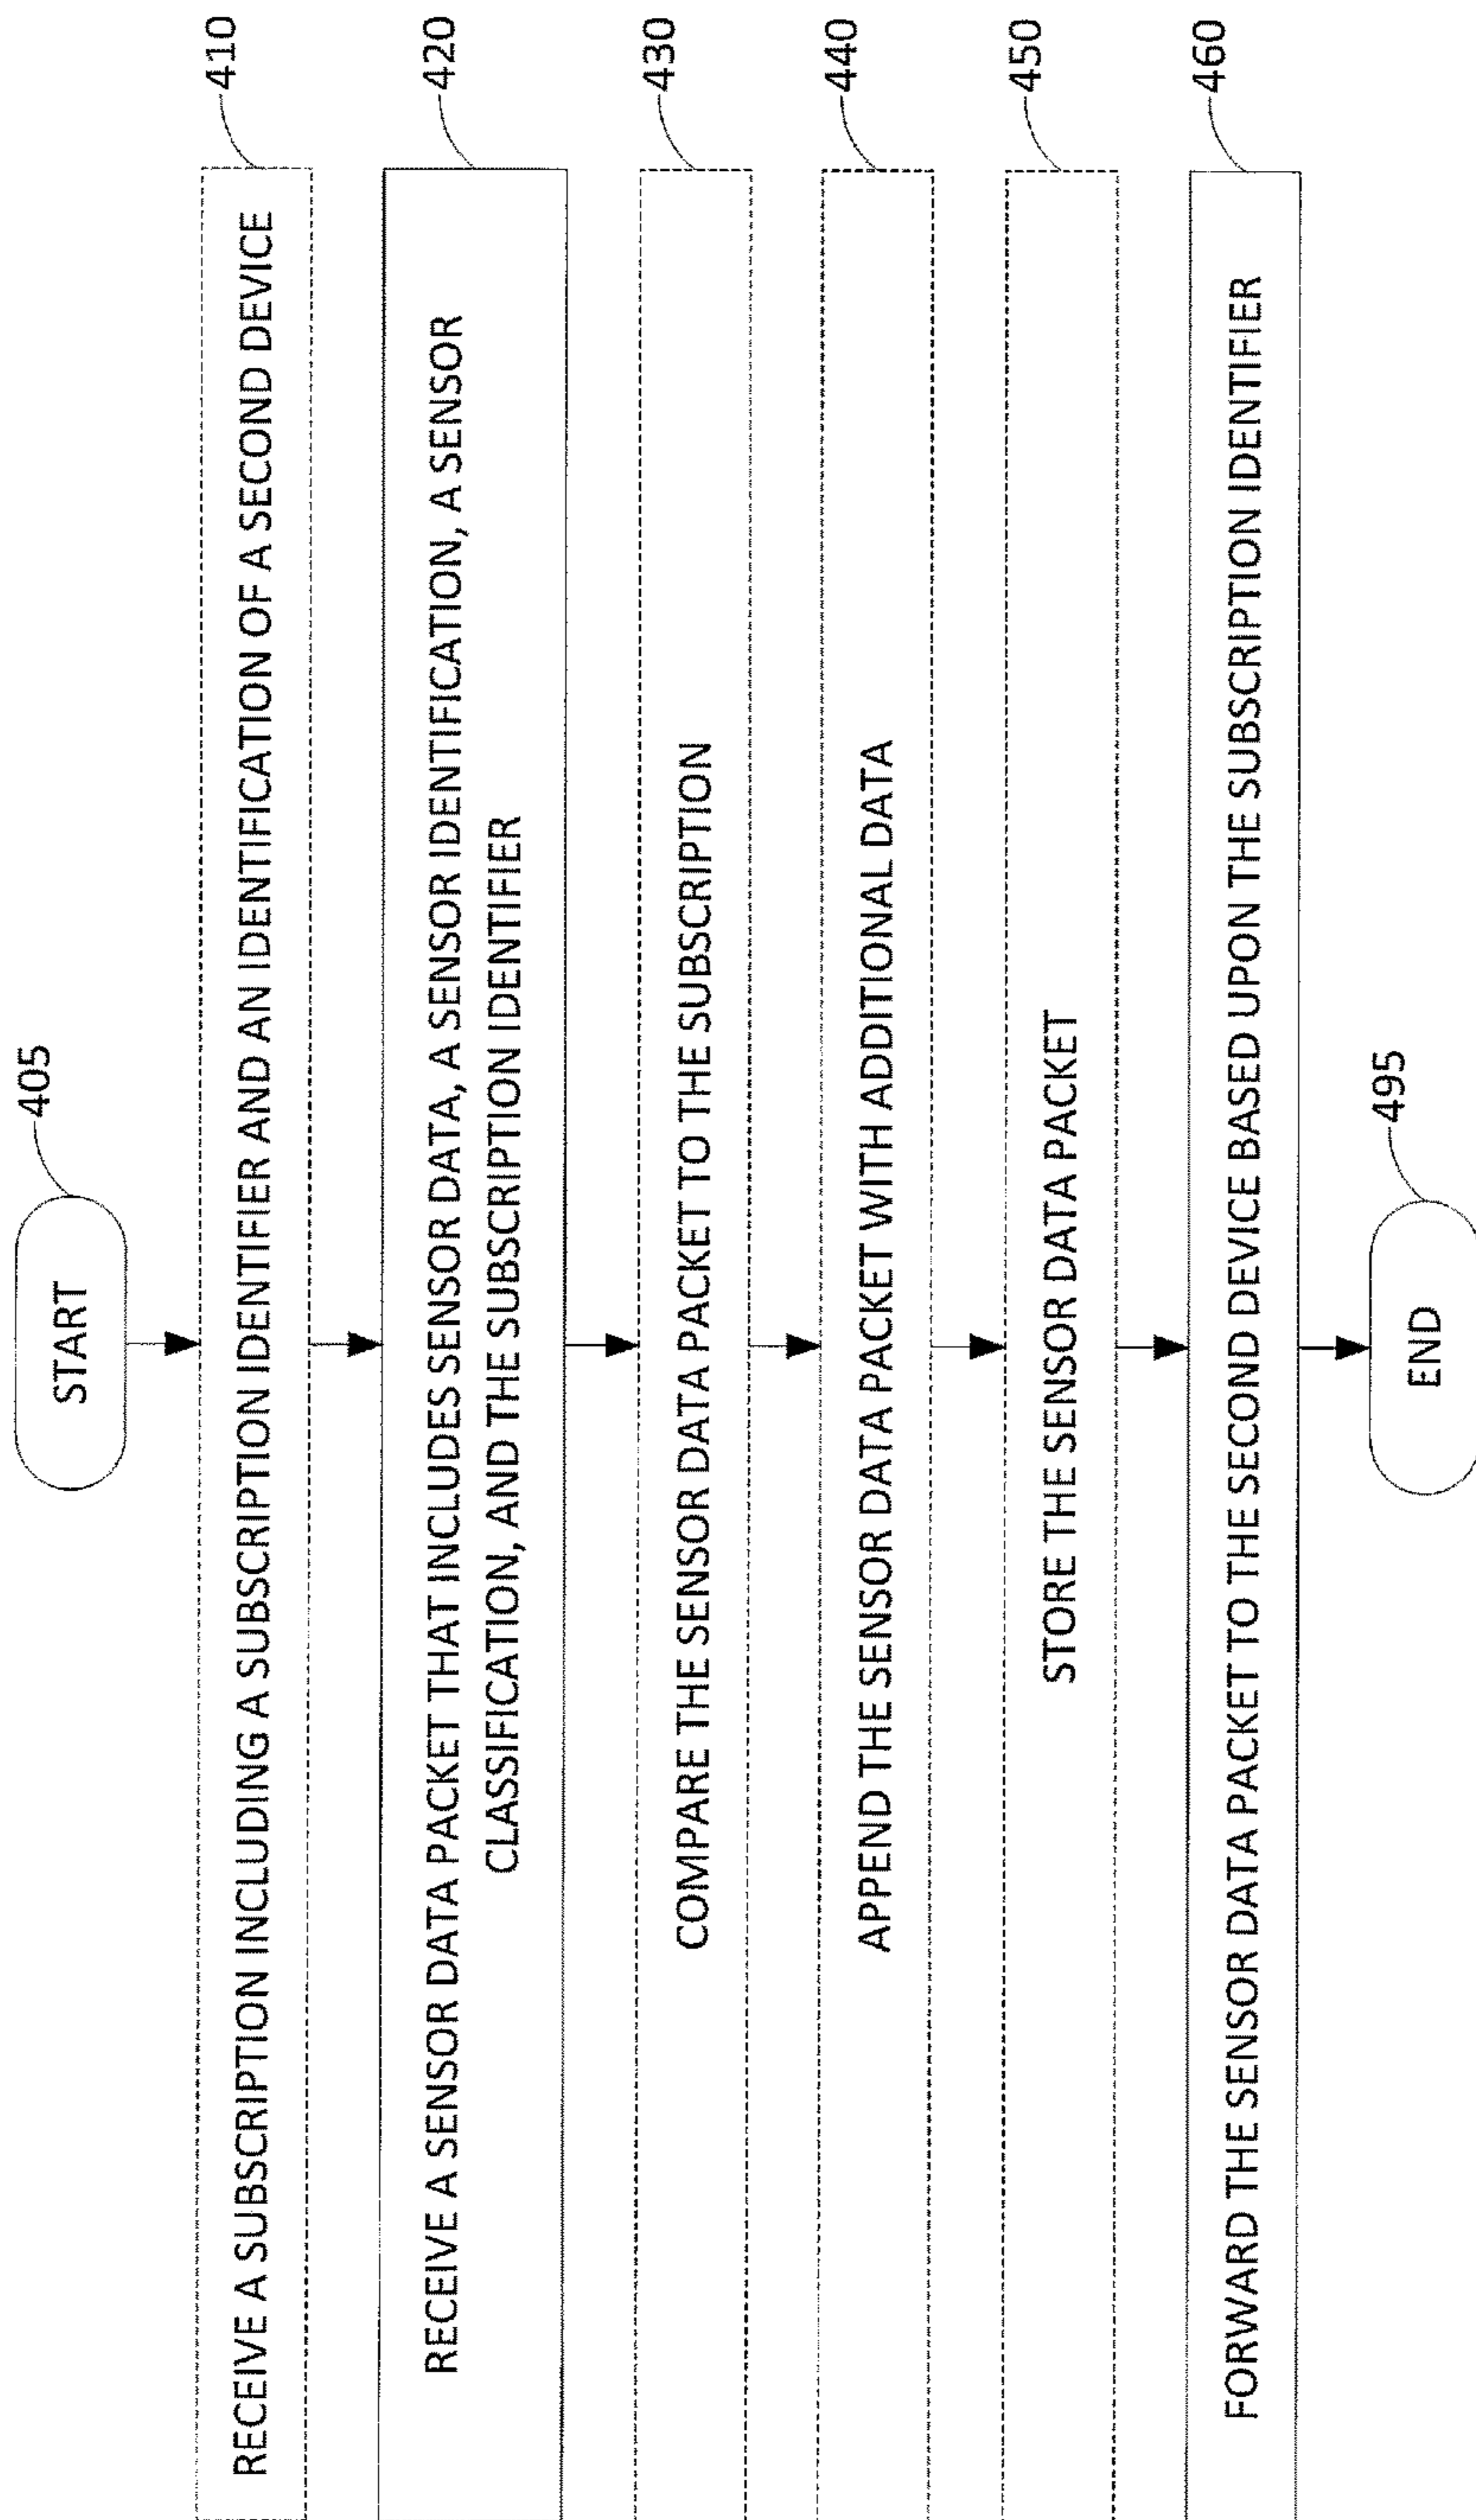 START
405
RECEIVE A SUBSCRIPTION INCLUDING A SUBSCRIPTION IDENTIFIER AND AN IDENTIFICATION OF A SECOND DEVICE
410
RECEIVE A SENSOR DATA PACKET THAT INCLUDES SENSOR DATA, A SENSOR IDENTIFICATION, A SENSOR
CLASSIFICATION, AND THE SUBSCRIPTION IDENTIFIER
420
COMPARE THE SENSOR DATA PACKET TO THE SUBSCRIPTION
430
APPEND THE SENSOR DATA PACKET WITH ADDITIONAL DATA
440
STORE THE SENSOR DATA PACKET
450
FORWARD THE SENSOR DATA PACKET TO THE SECOND DEVICE BASED UPON THE SUBSCRIPTION IDENTIFIER
460
END
495